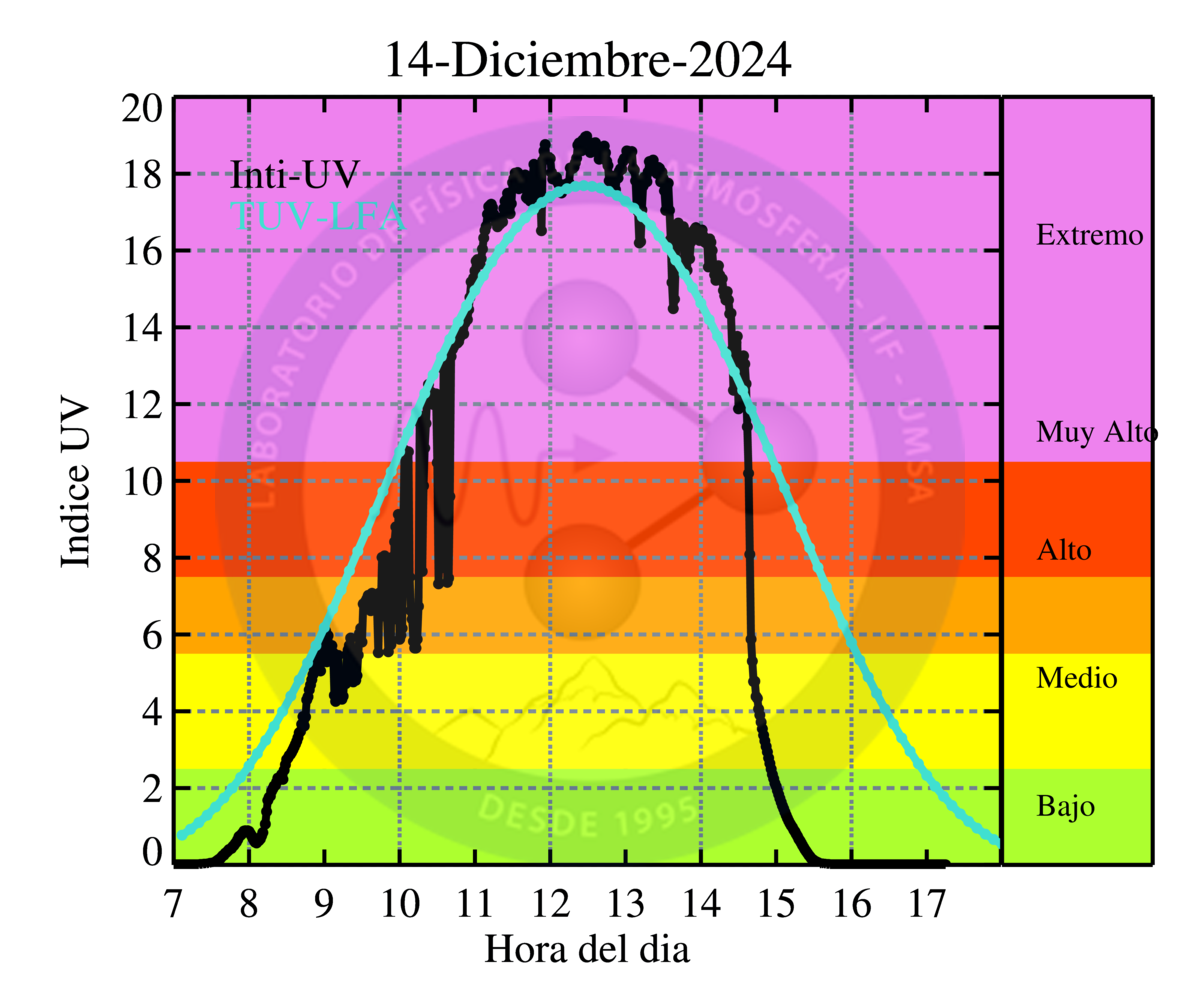 14-Diciembre-2024
20
18
16
14
12
10
8
6
4
2
0
Indice UV
Inti-UV
TUV-LFA
LABORATORIO DE FÍSICA DE LA ATMÓSFERA - IIF - UMSA
DESDE 1995
Extremo
Muy Alto
Alto
Medio
Bajo
7 8 9 10 11 12 13 14 15 16 17
Hora del dia